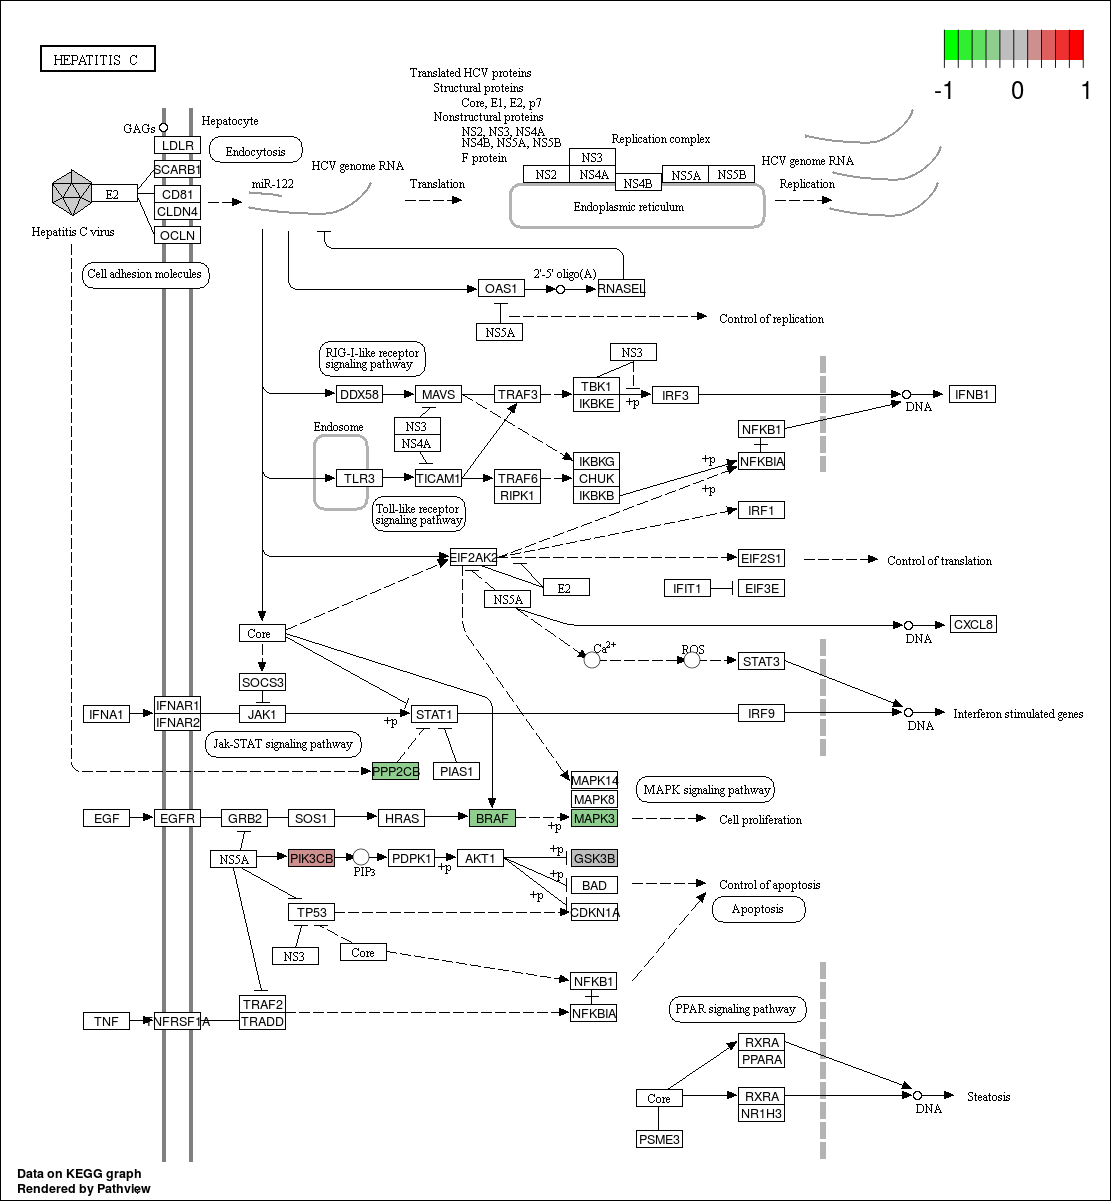 HEPATITIS C
-1 0 1
Translated HCV proteins
Structural proteins
Core, E1, E2, p7
Nonstructural proteins
NS2, NS3, NS4A
NS4B, NS5A, NS5B
F protein
GAGs
Hepatocyte
LDLR
Endocytosis
SCARB1
E2
CD81
CLDN4
OCLN
Hepatitis C virus
Cell adhesion molecules
miR-122
HCV genome RNA
Translation
Replication complex
NS3
NS2
NS4A
NS4B
NS5A
NS5B
Endoplasmic reticulum
HCV genome RNA
Replication
OAS1
2'-5' oligo(A)
RNASEL
NS5A
Control of replication
RIG-I-like receptor
signaling pathway
NS3
DDX58
MAVS
TRAF3
TBK1
IKBKE
+p
IRF3
DNA
IFNB1
NS3
NS4A
Endosome
TLR3
TICAM1
TRAF6
RIPK1
IKBKG
CHUK
IKBKB
+p
+p
NFKB1
NFKBIA
Toll-like receptor
signaling pathway
IRF1
EIF2AK2
EIF2S1
Control of translation
E2
IFIT1
EIF3E
NS5A
CXCL8
DNA
Core
Ca2+
ROS
STAT3
SOCS3
IFNA1
IFNAR1
IFNAR2
JAK1
+p
STAT1
IRF9
DNA
Interferon stimulated genes
Jak-STAT signaling pathway
PPP2CB
PIAS1
MAPK14
MAPK8
MAPK3
MAPK signaling pathway
EGF
EGFR
GRB2
SOS1
HRAS
BRAF
+p
Cell proliferation
NS5A
PIK3CB
PIP3
PDPK1
+p
AKT1
+p
+p
+p
GSK3B
BAD
CDKN1A
Control of apoptosis
Apoptosis
TP53
NS3
Core
NFKB1
NFKBIA
TRAF2
TRADD
TNF
TNFRSF1A
PPAR signaling pathway
RXRA
PPARA
Core
RXRA
NR1H3
PSME3
DNA
Steatosis
Data on KEGG graph
Rendered by Pathview